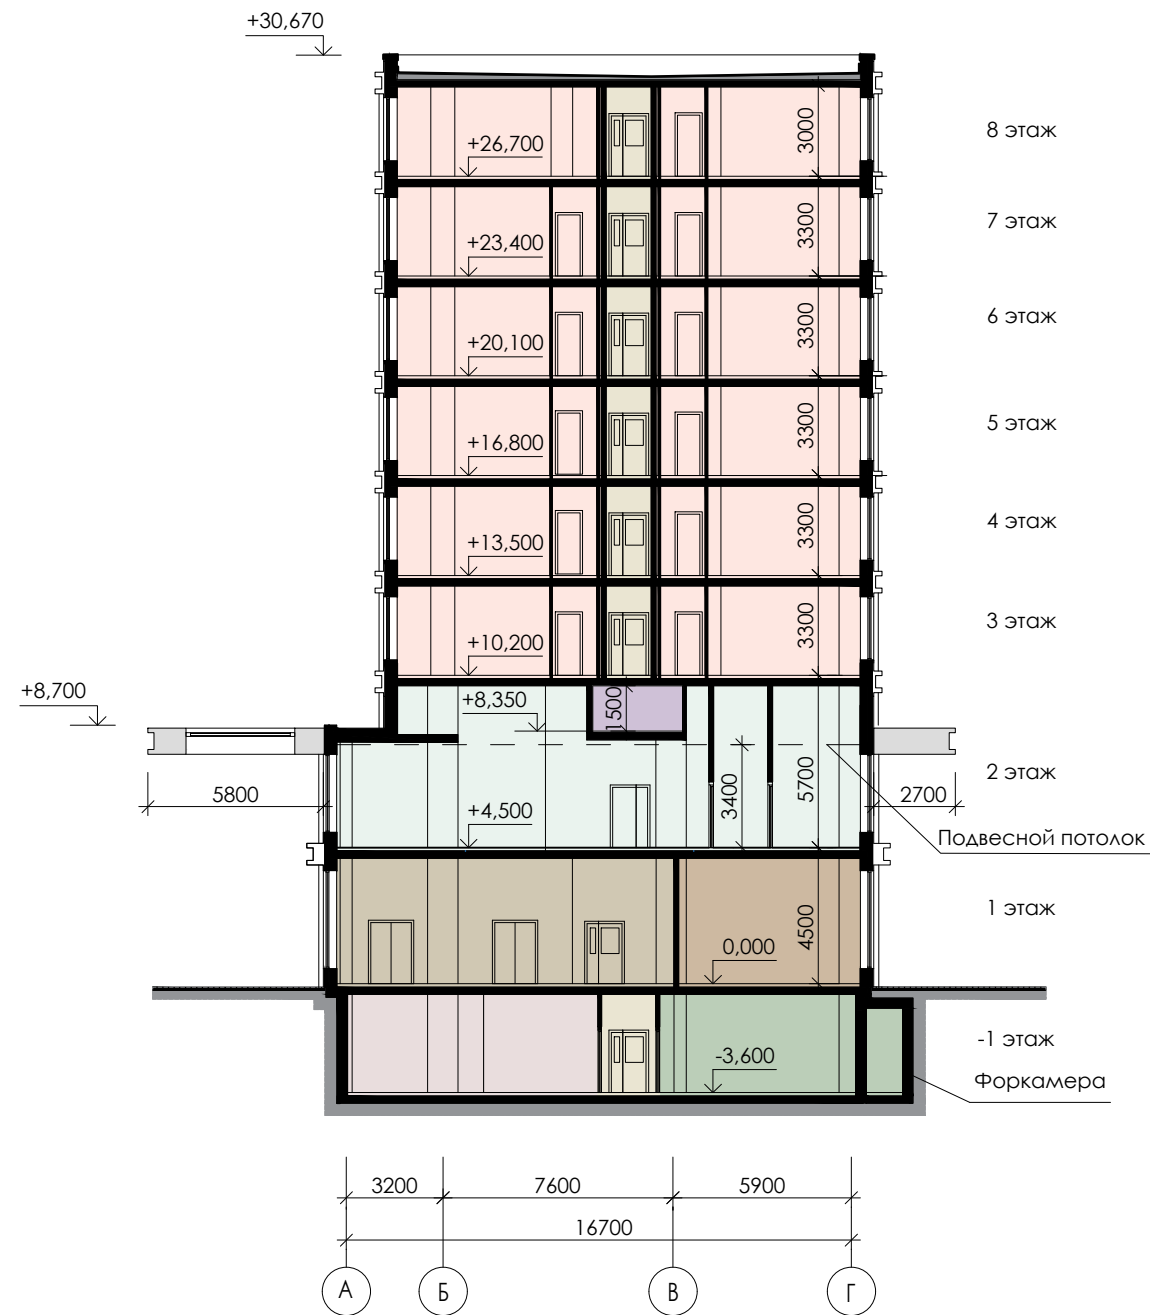 +30,670
+26,700
3000
8 этаж
+23,400
3300
7 этаж
+20,100
3300
6 этаж
+16,800
3300
5 этаж
+13,500
3300
4 этаж
+10,200
3300
3 этаж
+8,700
+8,350
1500
5800
+4,500
3400
5700
2700
2 этаж
Подвесной потолок
0,000
4500
1 этаж
-3,600
-1 этаж
Форкамера
3200
7600
5900
16700
А
Б
В
Г